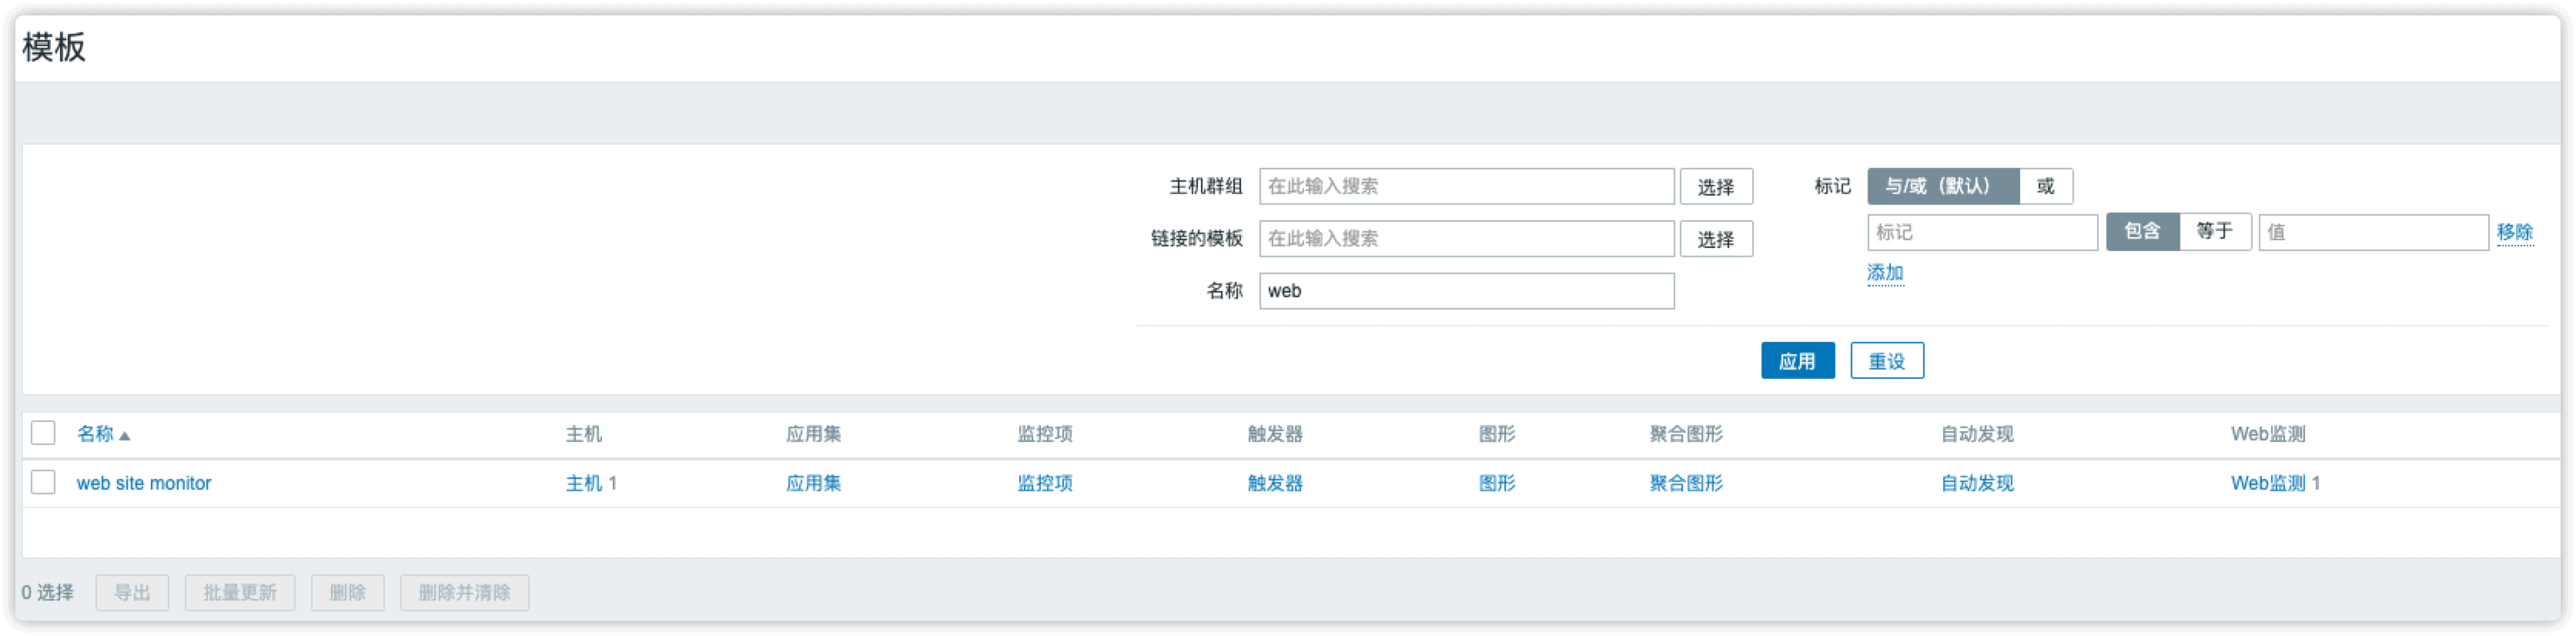 模板
主机群组 在此输入搜索 选择 标记 与/或（默认） 或
标记 包含 等于 值 移除
链接的模板 在此输入搜索 选择
添加
名称 web
应用 重设
名称▲ 主机 应用集 监控项 触发器 图形 聚合图形 自动发现 Web监测
web site monitor 主机 1 应用集 监控项 触发器 图形 聚合图形 自动发现 Web监测 1
0 选择 导出 批量更新 删除 删除并清除